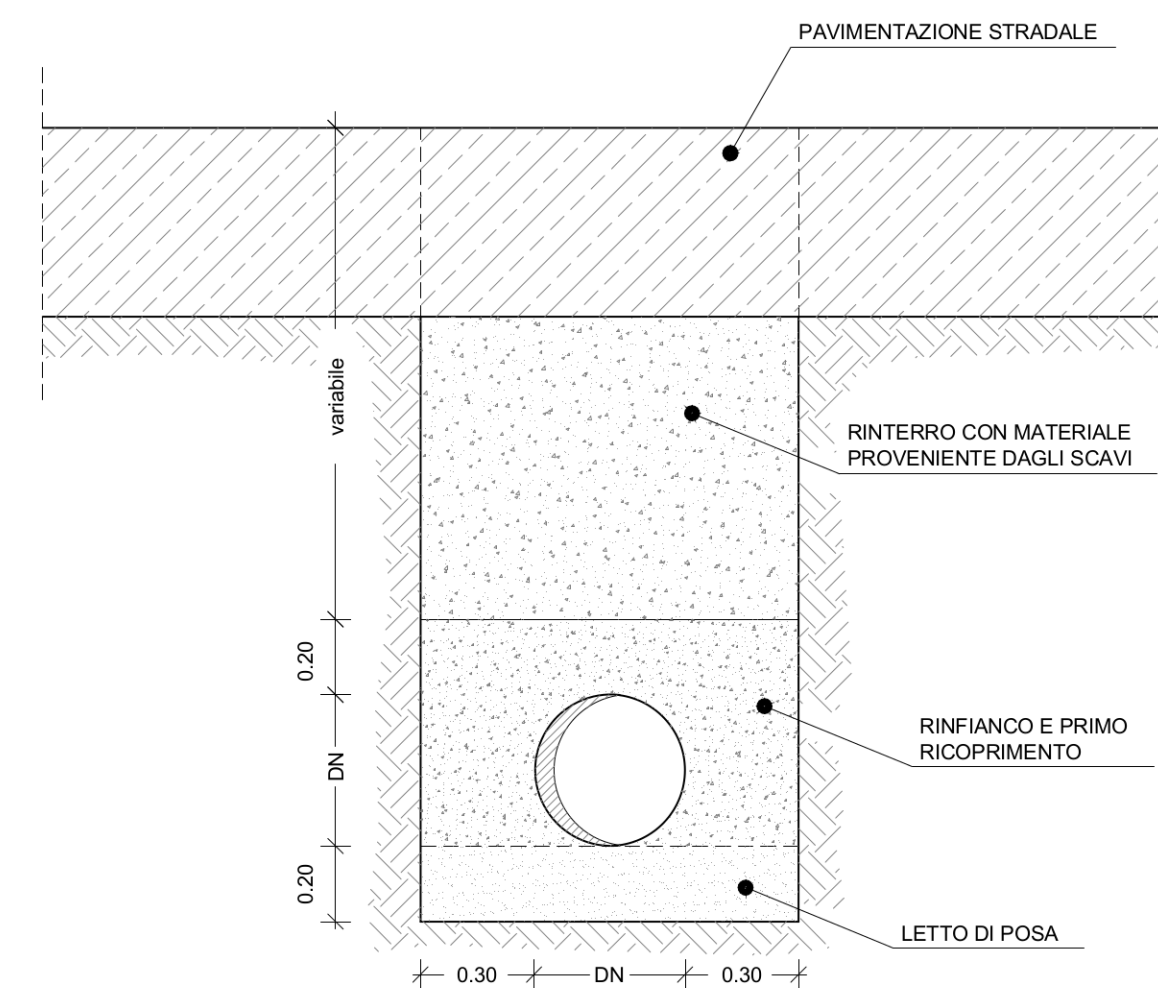 PAVIMENTAZIONE STRADALE
variabile
RINTERRO CON MATERIALE
PROVENIENTE DAGLI SCAVI
0.20
RINFIANCO E PRIMO
RICOPRIMENTO
DN
0.20
LETTO DI POSA
0.30 DN 0.30